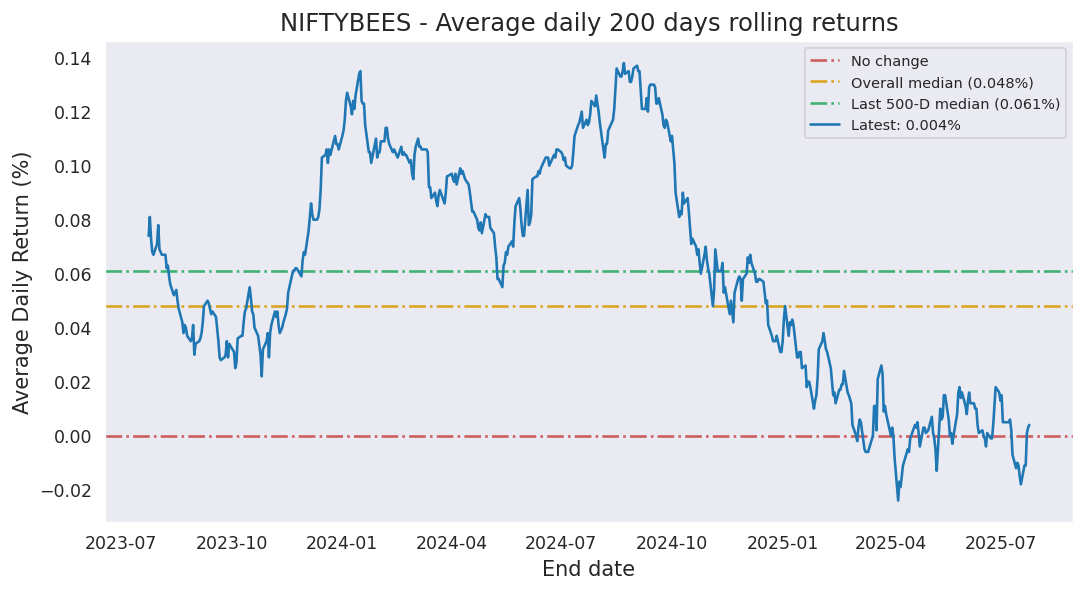 NIFTYBEES - Average daily 200 days rolling returns
No change
Overall median (0.048%)
Last 500-D median (0.061%)
Latest: 0.004%
Average Daily Return (%)
0.14
0.12
0.10
0.08
0.06
0.04
0.02
0.00
−0.02
2023-07 2023-10 2024-01 2024-04 2024-07 2024-10 2025-01 2025-04 2025-07
End date